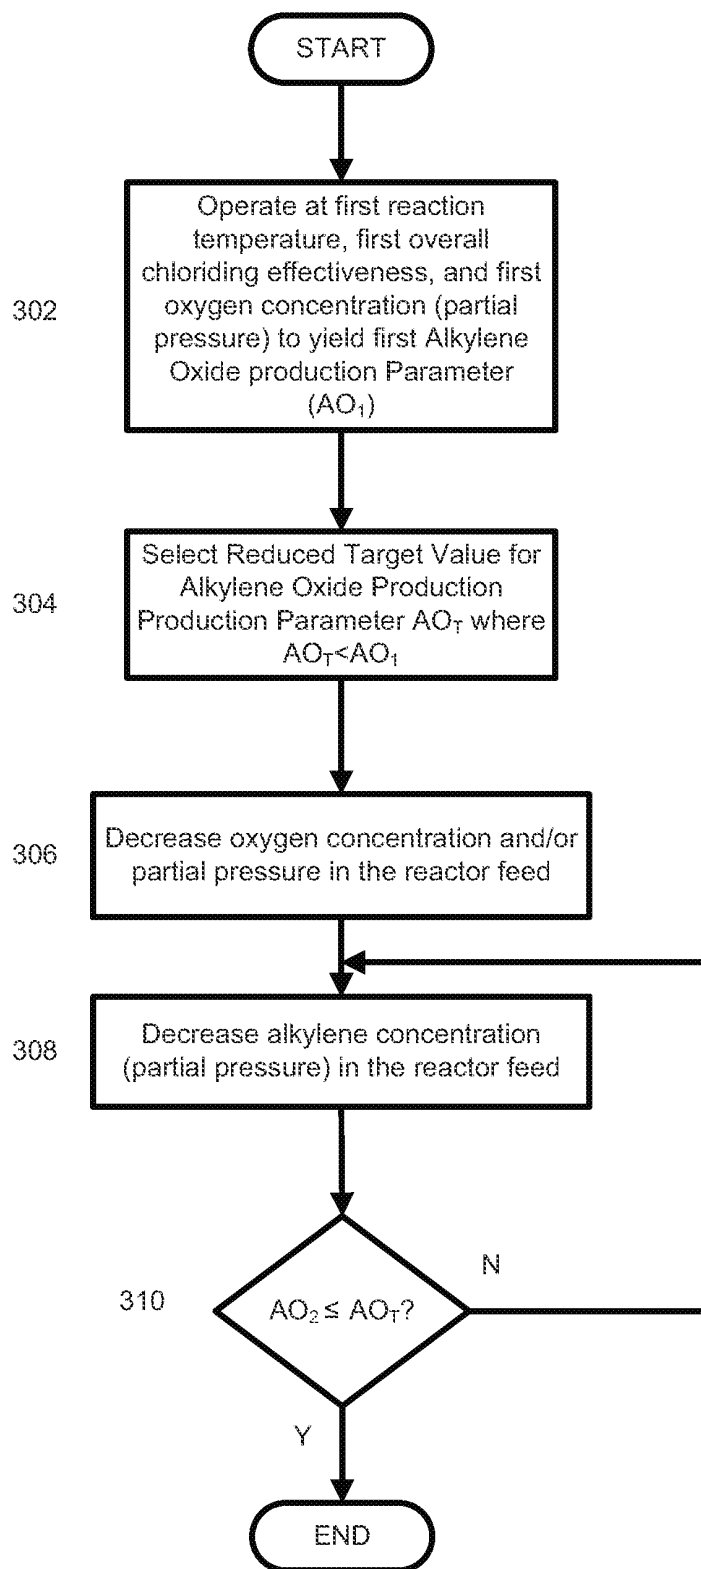 START
302
Operate at first reaction
temperature, first overall
chloriding effectiveness, and first
oxygen concentration (partial
pressure) to yield first Alkylene
Oxide production Parameter
(AO₁)
304
Select Reduced Target Value for
Alkylene Oxide Production
Production Parameter AO_T where
AO_T<AO₁
306
Decrease oxygen concentration and/or
partial pressure in the reactor feed
308
Decrease alkylene concentration
(partial pressure) in the reactor feed
310
AO₂ ≤ AO_T?
N
Y
END